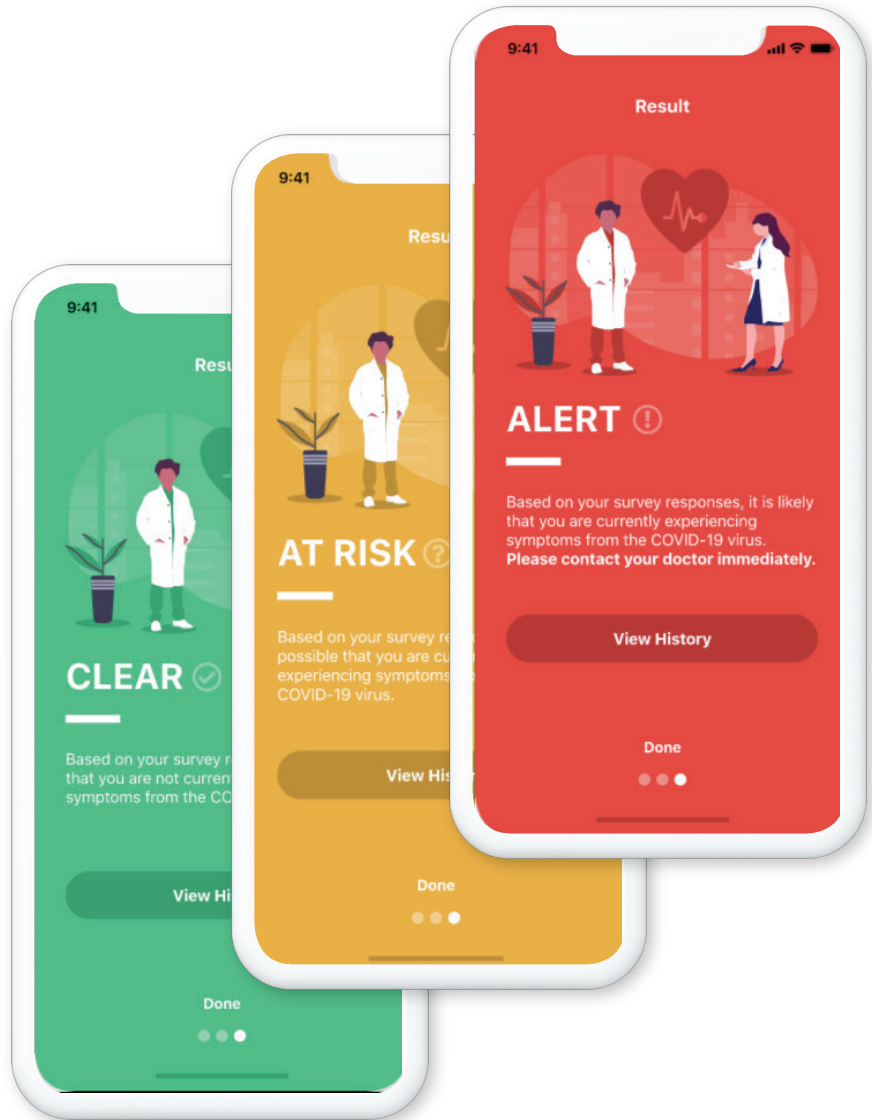 9:41
Result
ALERT
Based on your survey responses, it is likely
that you are currently experiencing
symptoms from the COVID-19 virus.
Please contact your doctor immediately.
View History
Done
9:41
Resu
AT RISK
Based on your survey re
possible that you are cu
experiencing symptoms
COVID-19 virus.
View His
Done
9:41
Resu
CLEAR
Based on your survey r
that you are not curren
symptoms from the CO
View Hi
Done